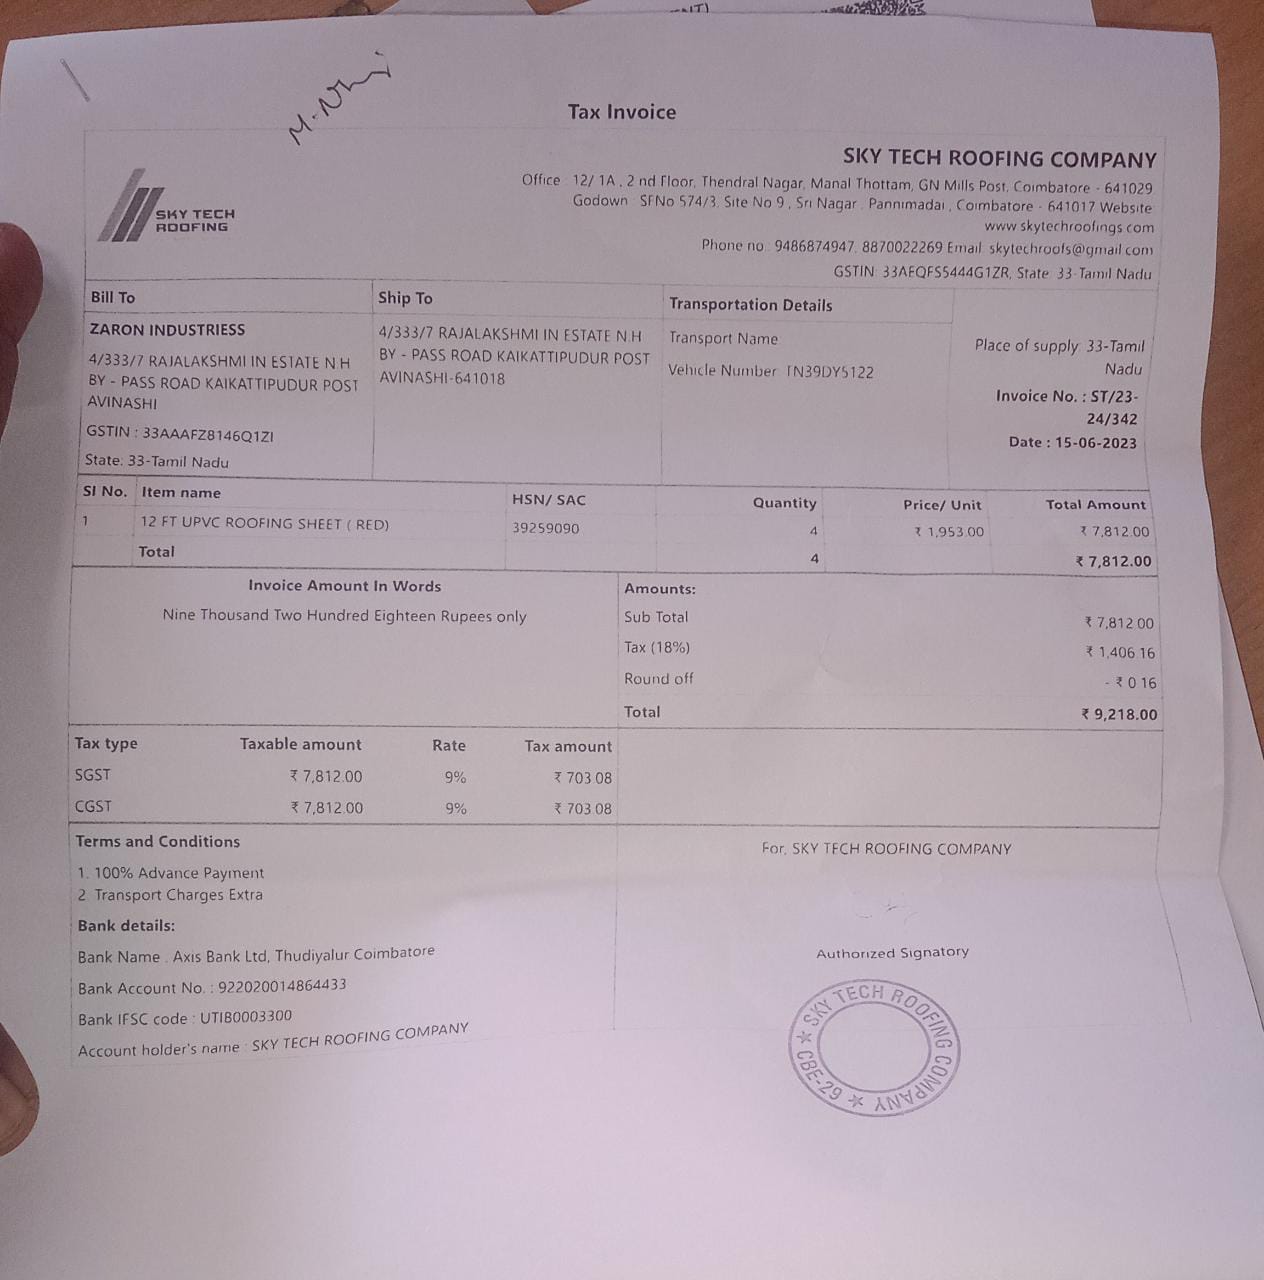 Tax Invoice
SKY TECH
ROOFING
SKY TECH ROOFING COMPANY
Office : 12/ 1A , 2 nd Floor, Thendral Nagar, Manal Thottam, GN Mills Post, Coimbatore - 641029
Godown : SFNo 574/3, Site No 9 , Sri Nagar , Pannimadai , Coimbatore - 641017 Website
www.skytechroofings.com
Phone no.: 9486874947, 8870022269 Email: skytechroofs@gmail.com
GSTIN: 33AEQFS5444G1ZR, State: 33-Tamil Nadu
Bill To
ZARON INDUSTRIESS
4/333/7 RAJALAKSHMI IN ESTATE N.H
BY - PASS ROAD KAIKATTIPUDUR POST
AVINASHI
GSTIN : 33AAAFZ8146Q1ZI
State: 33-Tamil Nadu
Ship To
4/333/7 RAJALAKSHMI IN ESTATE N.H
BY - PASS ROAD KAIKATTIPUDUR POST
AVINASHI-641018
Transportation Details
Transport Name
Vehicle Number: TN39DY5122
Place of supply: 33-Tamil
Nadu
Invoice No. : ST/23-
24/342
Date : 15-06-2023
SI No. Item name HSN/ SAC Quantity Price/ Unit Total Amount
1 12 FT UPVC ROOFING SHEET ( RED) 39259090 4 ₹ 1,953.00 ₹ 7,812.00
Total 4 ₹ 7,812.00
Invoice Amount In Words
Nine Thousand Two Hundred Eighteen Rupees only
Amounts:
Sub Total ₹ 7,812.00
Tax (18%) ₹ 1,406.16
Round off - ₹ 0.16
Total ₹ 9,218.00
Tax type Taxable amount Rate Tax amount
SGST ₹ 7,812.00 9% ₹ 703.08
CGST ₹ 7,812.00 9% ₹ 703.08
Terms and Conditions
1. 100% Advance Payment
2. Transport Charges Extra
Bank details:
Bank Name : Axis Bank Ltd, Thudiyalur Coimbatore
Bank Account No. : 922020014864433
Bank IFSC code : UTIB0003300
Account holder's name : SKY TECH ROOFING COMPANY
For, SKY TECH ROOFING COMPANY
Authorized Signatory
SKY TECH ROOFING COMPANY ★ CBE-29 ★